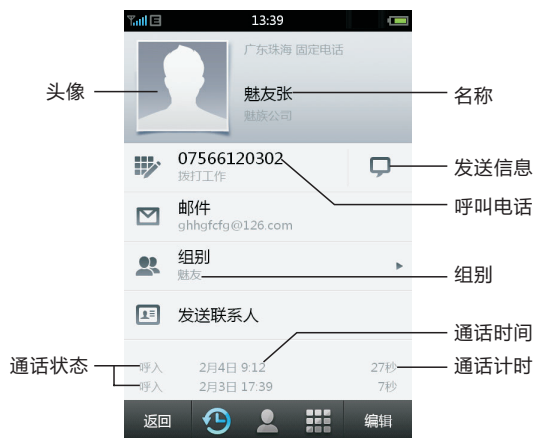 13:39
广东珠海 固定电话
头像
魅友张
名称
魅族公司
07566120302
拨打工作
发送信息
呼叫电话
邮件
ghhgfcfg@126.com
组别
魅友
组别
发送联系人
通话时间
通话状态
呼入 2月4日 9:12 27秒
通话计时
呼入 2月3日 17:39 7秒
返回 编辑